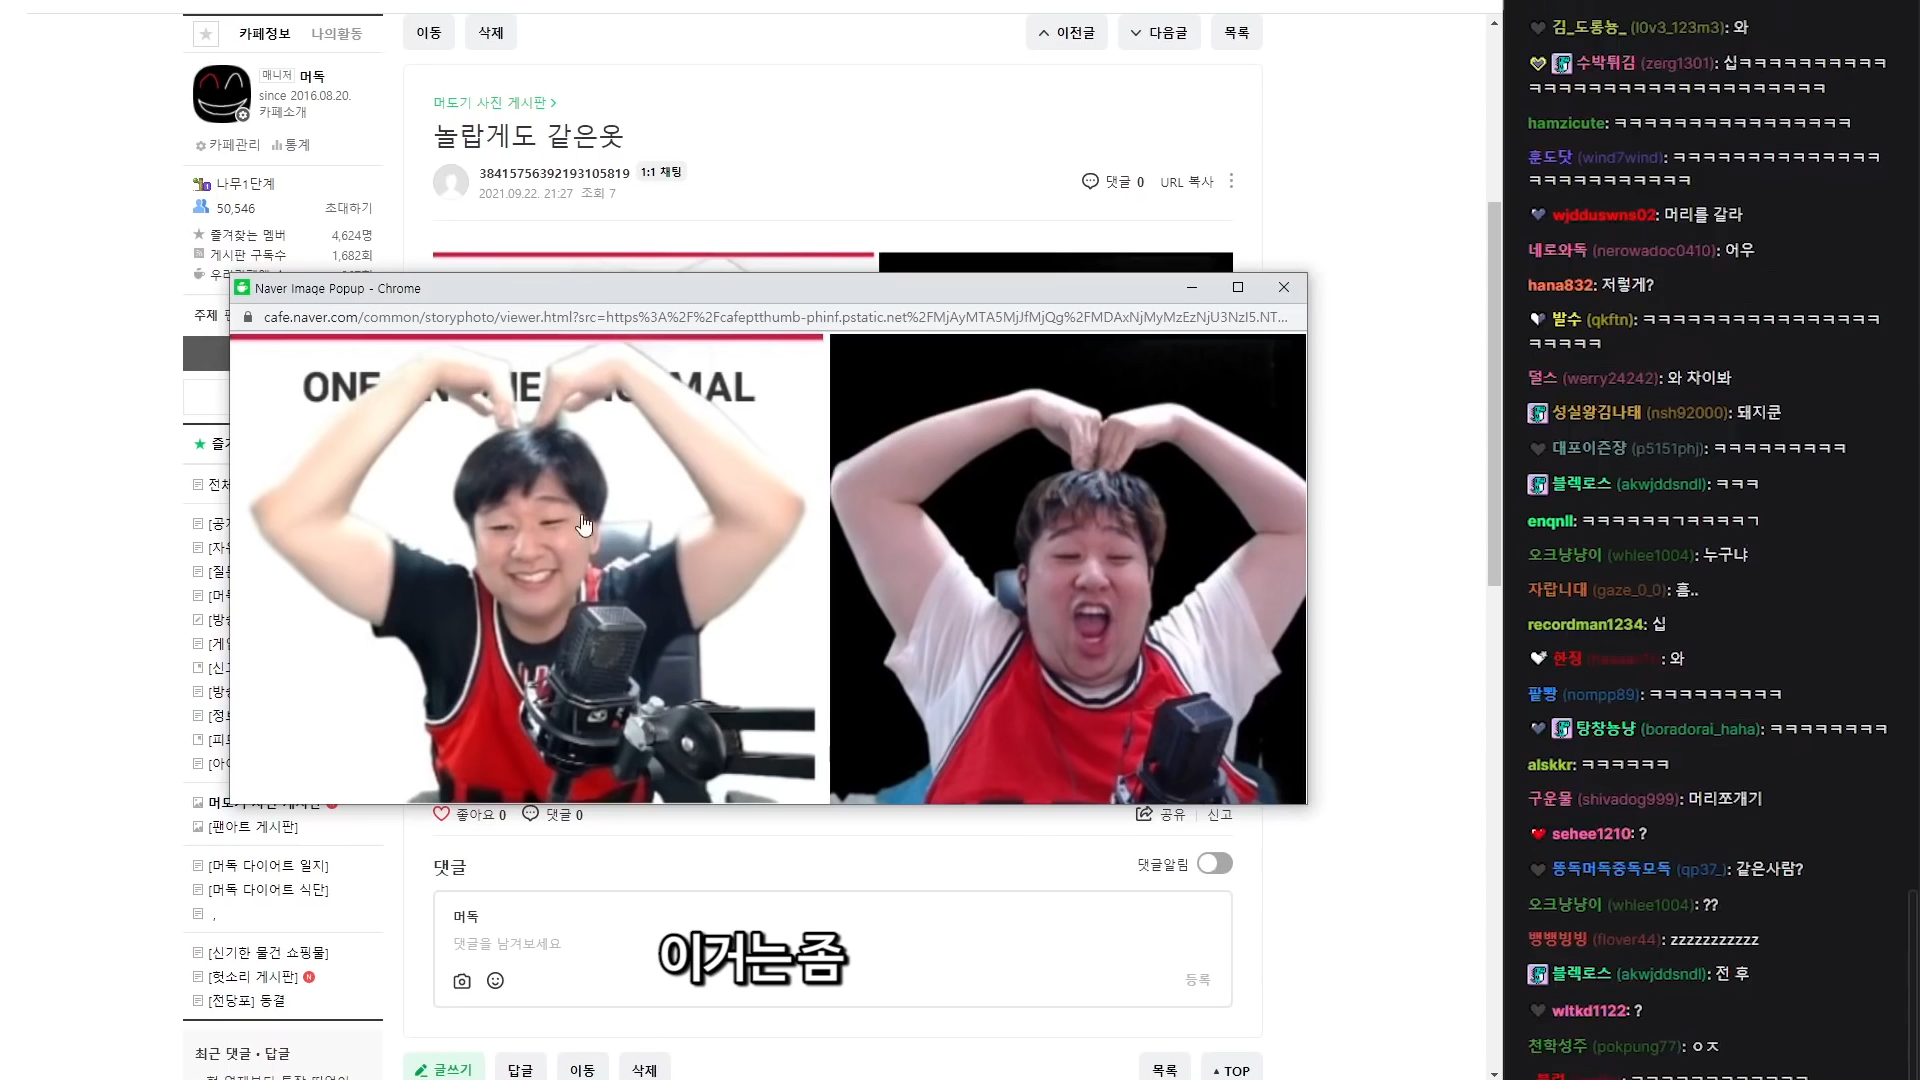 카페정보 나의활동
매니저 머독
since 2016.08.20.
카페소개
카페관리 통계
나무1단계
50,546 초대하기
즐겨찾는 멤버 4,624명
게시판 구독수 1,682회
주제
이동 삭제
이전글 다음글 목록
머도기 사진 게시판 >
놀랍게도 같은옷
38415756392193105819 1:1 채팅
2021.09.22. 21:27 조회 7
댓글 0 URL 복사
Naver Image Popup - Chrome
cafe.naver.com/common/storyphoto/viewer.html?src=https%3A%2F%2Fcafeptthumb-phinf.pstatic.net%2FMjAyMTA5MjJfMjQg%2FMDAxNjMyMzEzNjU3NzI5.NT...
좋아요 0 댓글 0
공유 신고
[팬아트 게시판]
[머독 다이어트 일지]
[머독 다이어트 식단]
,
[신기한 물건 쇼핑몰]
[헛소리 게시판] N
[전당포] 동결
최근 댓글 • 답글
댓글
댓글알림
머독
댓글을 남겨보세요
등록
이거는 좀
글쓰기 답글 이동 삭제
목록 TOP
김_도롱뇽_ (l0v3_123m3): 와
수박튀김 (zerg1301): 십ㅋㅋㅋㅋㅋㅋㅋㅋㅋㅋ
ㅋㅋㅋㅋㅋㅋㅋㅋㅋㅋㅋㅋㅋㅋㅋㅋㅋㅋㅋㅋ
hamzicute: ㅋㅋㅋㅋㅋㅋㅋㅋㅋㅋㅋㅋㅋㅋㅋㅋ
훈도닷 (wind7wind): ㅋㅋㅋㅋㅋㅋㅋㅋㅋㅋㅋㅋㅋㅋ
ㅋㅋㅋㅋㅋㅋㅋㅋㅋㅋㅋ
wjdduswns02: 머리를 갈라
네로와독 (nerowadoc0410): 어우
hana832: 저렇게?
발수 (qkftn): ㅋㅋㅋㅋㅋㅋㅋㅋㅋㅋㅋㅋㅋㅋㅋㅋ
ㅋㅋㅋㅋㅋ
덜스 (werry24242): 와 차이봐
성실왕김나태 (nsh92000): 돼지쿤
대포이즌쟝 (p5151phj): ㅋㅋㅋㅋㅋㅋㅋㅋㅋ
블렉로스 (akwjddsndl): ㅋㅋㅋ
enqnll: ㅋㅋㅋㅋㅋㅋㄱㅋㅋㅋㅋㄱ
오크냥냥이 (whlee1004): 누구냐
자랍니대 (gaze_0_0): 흠..
recordman1234: 십
한징 : 와
팥빵 (nompp89): ㅋㅋㅋㅋㅋㅋㅋㅋㅋ
탕창뇽냥 (boradorai_haha): ㅋㅋㅋㅋㅋㅋㅋㅋ
alskkr: ㅋㅋㅋㅋㅋㅋ
구운물 (shivadog999): 머리쪼개기
sehee1210: ?
똥독머독중독모독 (qp37_): 같은사람?
오크냥냥이 (whlee1004): ??
뱅뱅빙빙 (flover44): zzzzzzzzzzz
블렉로스 (akwjddsndl): 전 후
wltkd1122: ?
천학성주 (pokpung77): ㅇㅈ